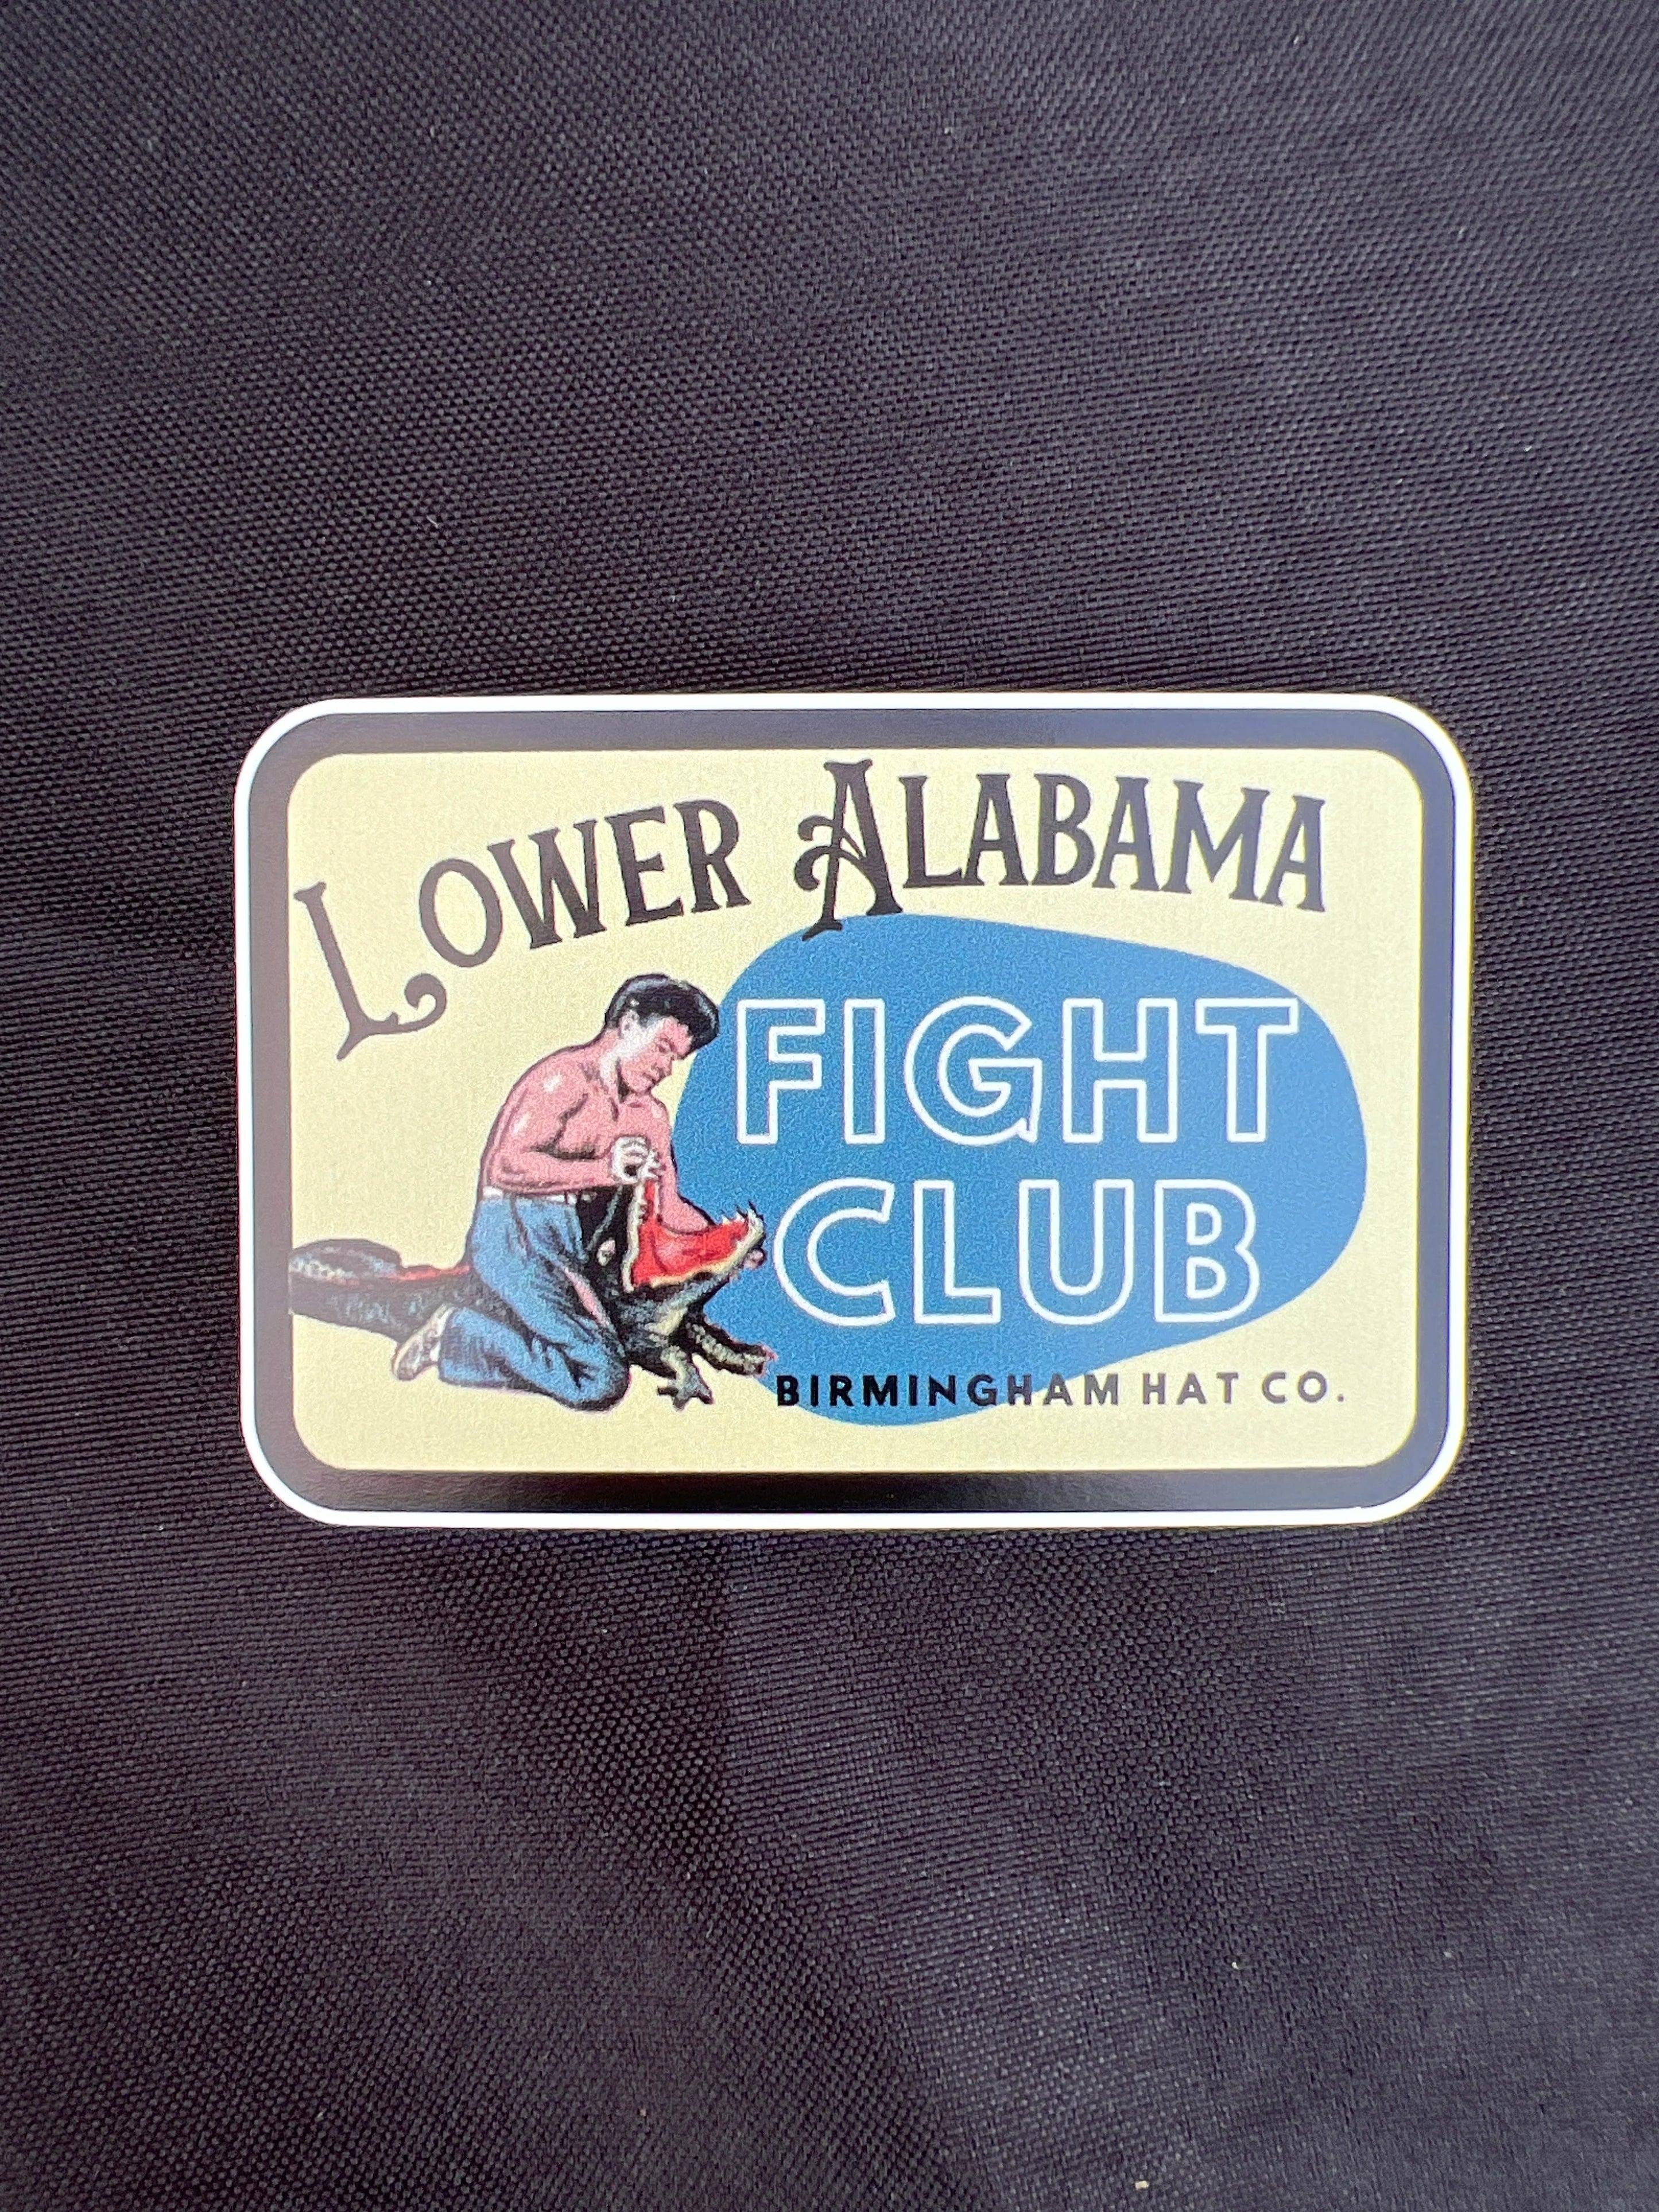 LOWER ALABAMA
FIGHT
CLUB
BIRMINGHAM HAT CO.